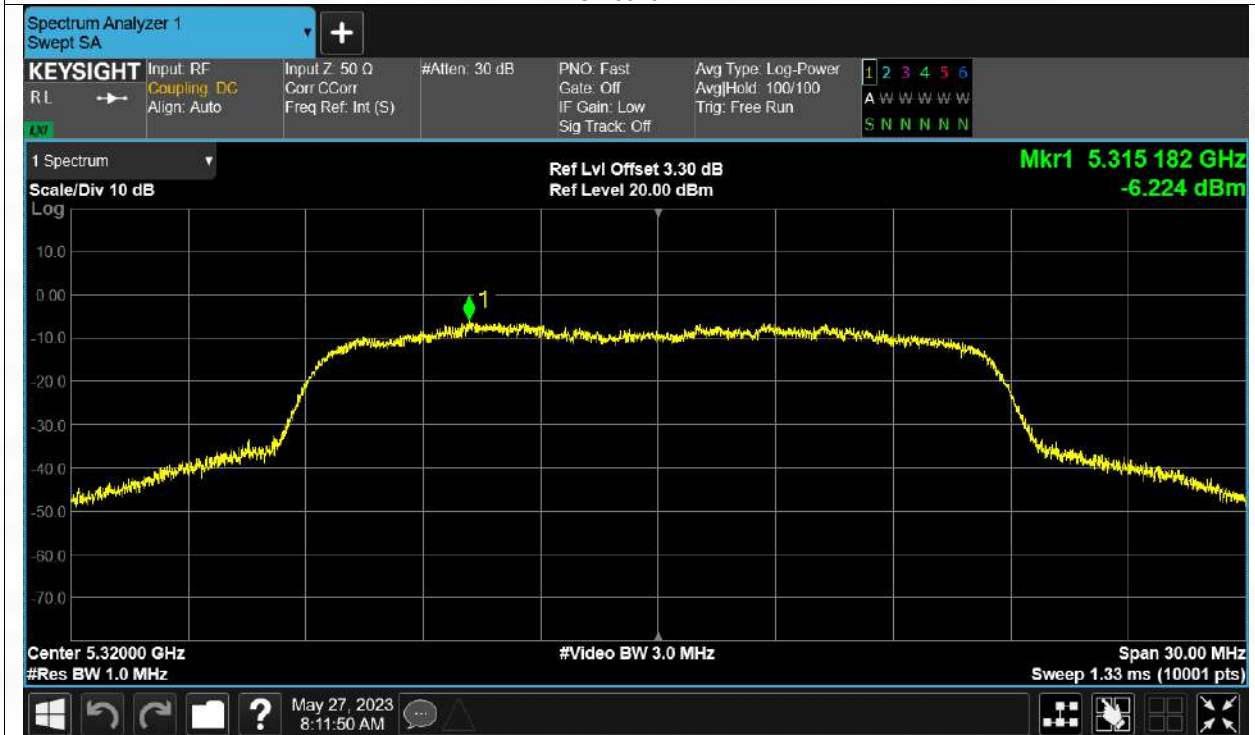 Spectrum Analyzer 1
Swept SA
+
KEYSIGHT
RL
LXI
Input: RF
Coupling: DC
Align: Auto
Input Z: 50 Ω
Corr CCorr
Freq Ref: Int (S)
#Atten: 30 dB
PNO: Fast
Gate: Off
IF Gain: Low
Sig Track: Off
Avg Type: Log-Power
Avg|Hold: 100/100
Trig: Free Run
1 2 3 4 5 6
A W W W W W
S N N N N N
1 Spectrum
Scale/Div 10 dB
Log
Ref Lvl Offset 3.30 dB
Ref Level 20.00 dBm
Mkr1 5.315 182 GHz
-6.224 dBm
10.0
0.00
-10.0
-20.0
-30.0
-40.0
-50.0
-60.0
-70.0
1
Center 5.32000 GHz
#Res BW 1.0 MHz
#Video BW 3.0 MHz
Span 30.00 MHz
Sweep 1.33 ms (10001 pts)
?
May 27, 2023
8:11:50 AM